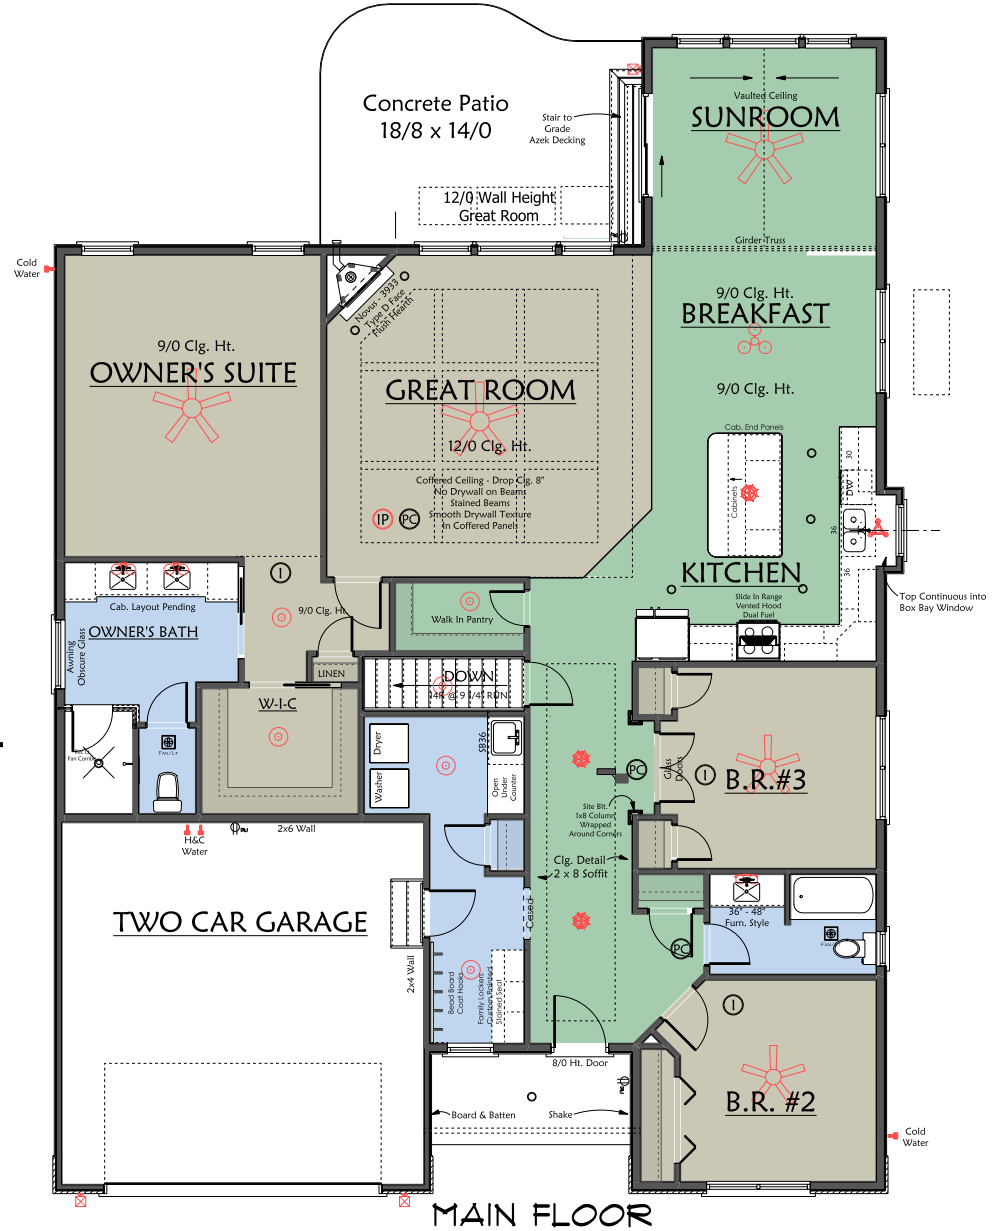 Concrete Patio
18/8 x 14/0
Stair to
Grade
Azek Decking
Vaulted Ceiling
SUNROOM
12/0 Wall Height
Great Room
Girder Truss
Cold
Water
Novus - 3933
Type D Face
Flush Hearth
9/0 Clg. Ht.
BREAKFAST
9/0 Clg. Ht.
OWNER'S SUITE
GREAT ROOM
9/0 Clg. Ht.
12/0 Clg. Ht.
Cab. End Panels
Coffered Ceiling - Drop Clg. 8"
No Drywall on Beams
Stained Beams
Smooth Drywall Texture
In Coffered Panels
IP
PC
Cabinets
30
DW
36
36
KITCHEN
Slide In Range
Vented Hood
Dual Fuel
Top Continuous into
Box Bay Window
I
9/0 Clg. Ht.
Walk In Pantry
Cab. Layout Pending
OWNER'S BATH
Awning
Obscure Glass
LINEN
DOWN
14R @ 9 1/4" RUN
W-I-C
Fan/Lt
Fan Combo
Dryer
Washer
SB36
Open
Under
Counter
PC
Glass
Doors
I
B.R.#3
Site Blt.
1x8 Column
Wrapped
Around Corners
H&C
Water
2x6 Wall
Clg. Detail
2 x 8 Soffit
TWO CAR GARAGE
Cased
36" - 48"
Furn. Style
PC
2x4 Wall
Bead Board
Coat Hooks
Family Lockers
Custom Painted
Stained Seat
I
8/0 Ht. Door
B.R. #2
Board & Batten
Shake
Cold
Water
MAIN FLOOR